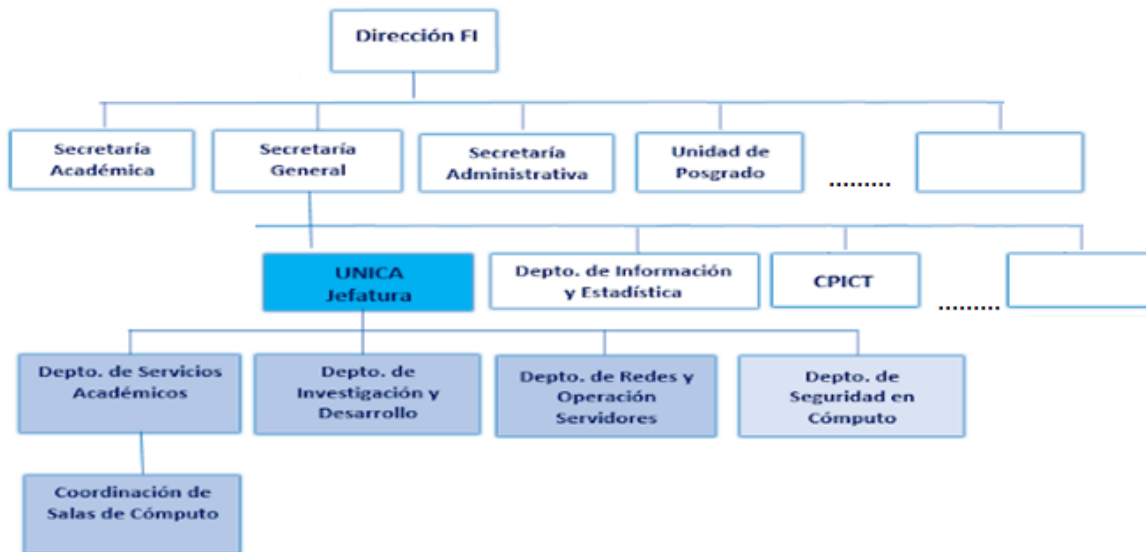 Dirección FI
Secretaría
Académica
Secretaría
General
Secretaría
Administrativa
Unidad de
Posgrado
.........
UNICA
Jefatura
Depto. de Información
y Estadística
CPICT
.........
Depto. de Servicios
Académicos
Depto. de
Investigación y
Desarrollo
Depto. de Redes y
Operación
Servidores
Depto. de
Seguridad en
Cómputo
Coordinación de
Salas de Cómputo